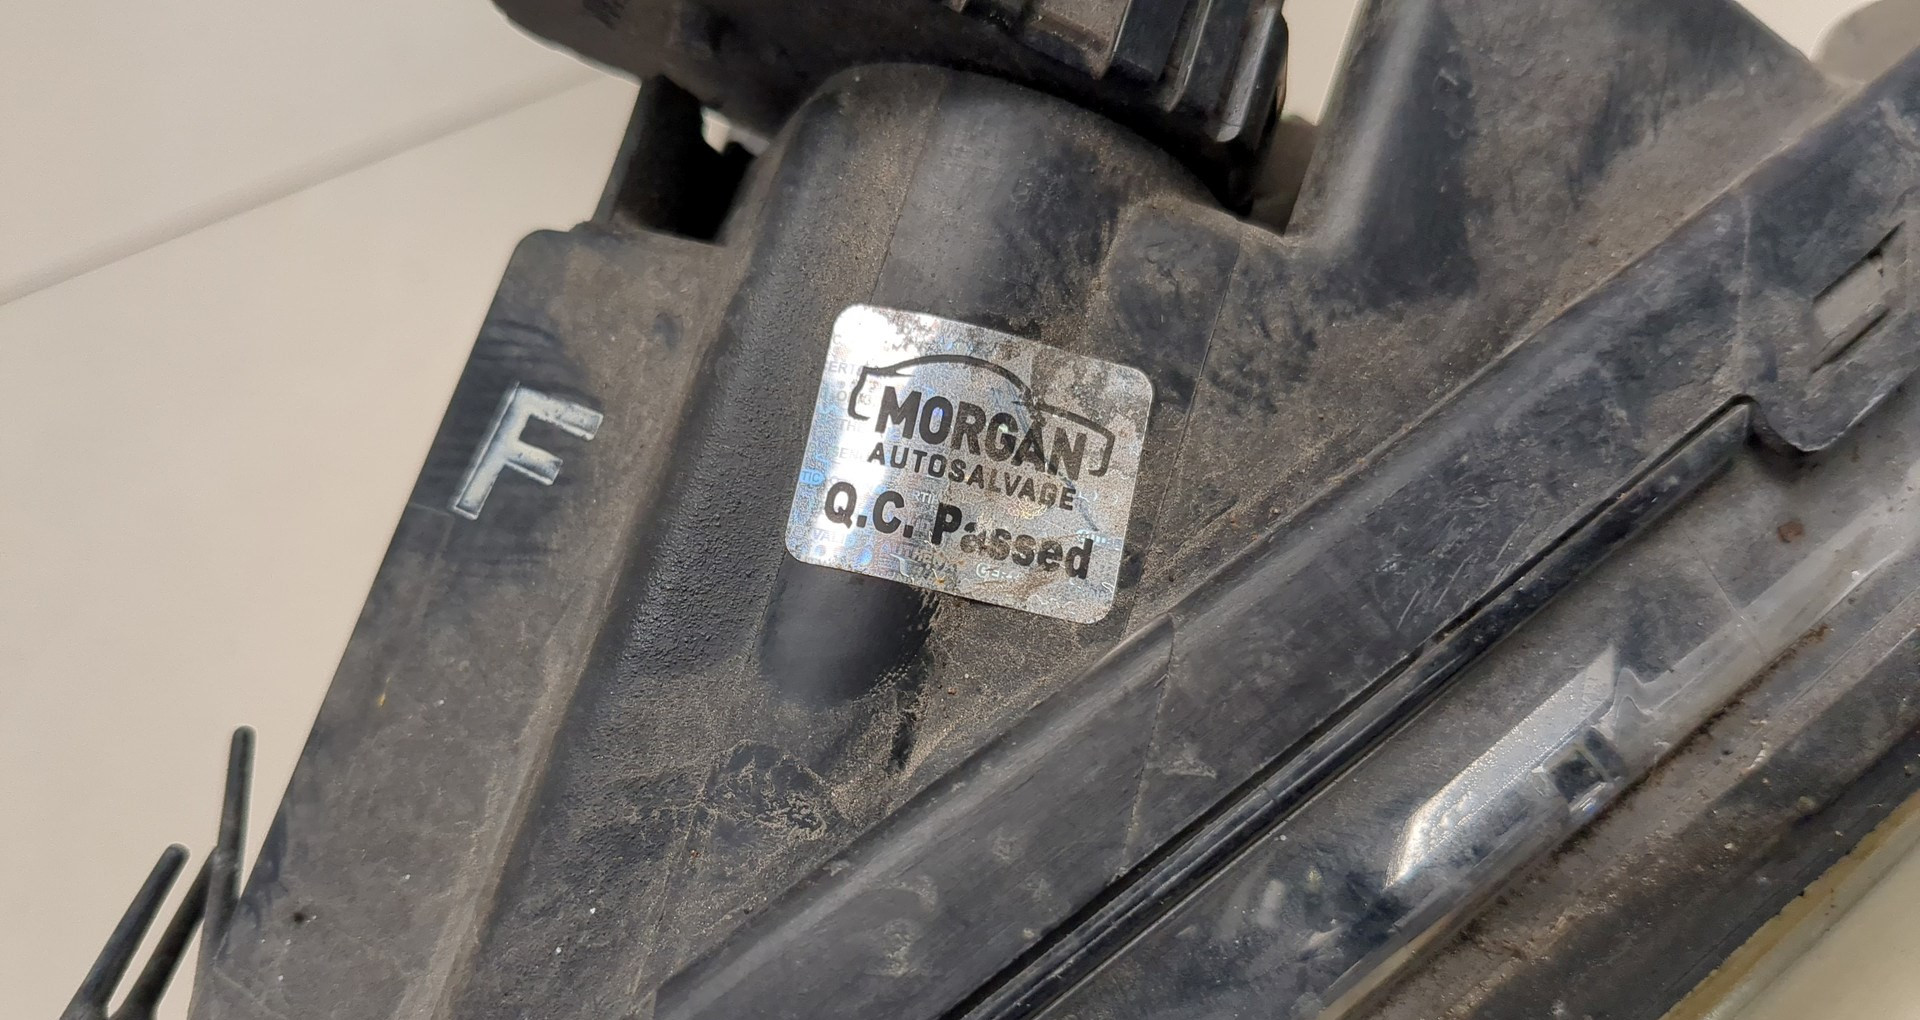 F
MORGAN
AUTOSALVAGE
Q.C. Passed